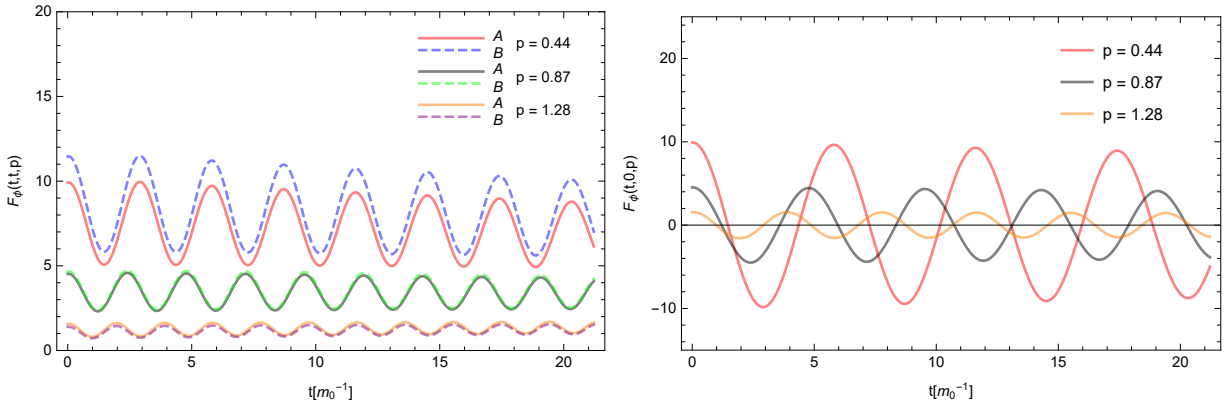 20
15
10
5
0
F_ϕ(t,t,p)
A
B p = 0.44
A
B p = 0.87
A
B p = 1.28
0 5 10 15 20
t[m₀⁻¹]
20
10
0
−10
F_ϕ(t,0,p)
p = 0.44
p = 0.87
p = 1.28
0 5 10 15 20
t[m₀⁻¹]